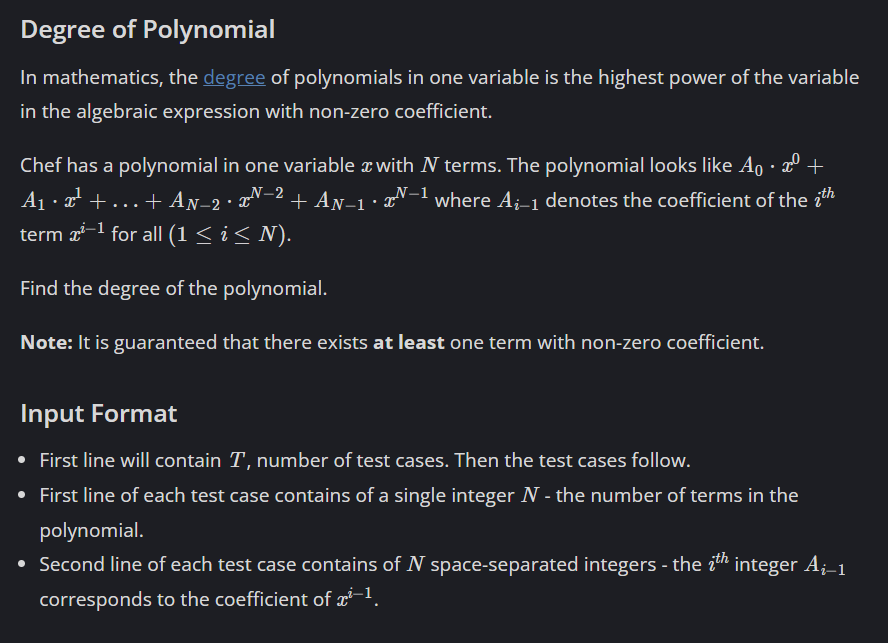 Degree of Polynomial
In mathematics, the degree of polynomials in one variable is the highest power of the variable
in the algebraic expression with non-zero coefficient.
Chef has a polynomial in one variable $x$ with $N$ terms. The polynomial looks like $A_0 \cdot x^0 +$
$A_1 \cdot x^1 + \ldots + A_{N-2} \cdot x^{N-2} + A_{N-1} \cdot x^{N-1}$ where $A_{i-1}$ denotes the coefficient of the $i^{th}$
term $x^{i-1}$ for all $(1 \leq i \leq N)$.
Find the degree of the polynomial.
Note: It is guaranteed that there exists at least one term with non-zero coefficient.
Input Format
• First line will contain $T$, number of test cases. Then the test cases follow.
• First line of each test case contains of a single integer $N$ - the number of terms in the
polynomial.
• Second line of each test case contains of $N$ space-separated integers - the $i^{th}$ integer $A_{i-1}$
corresponds to the coefficient of $x^{i-1}$.